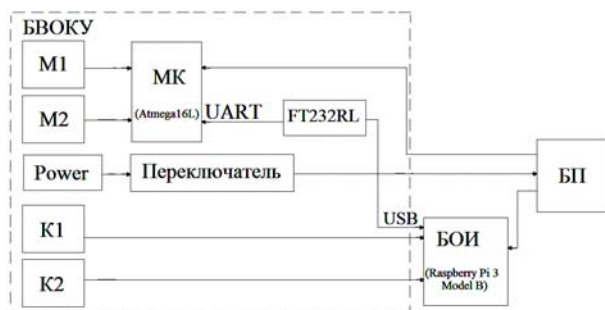 БВОКУ
М1
МК
(Atmega16L)
М2
UART
FT232RL
Power
Переключатель
БП
К1
USB
БОИ
(Raspberry Pi 3
Model B)
К2